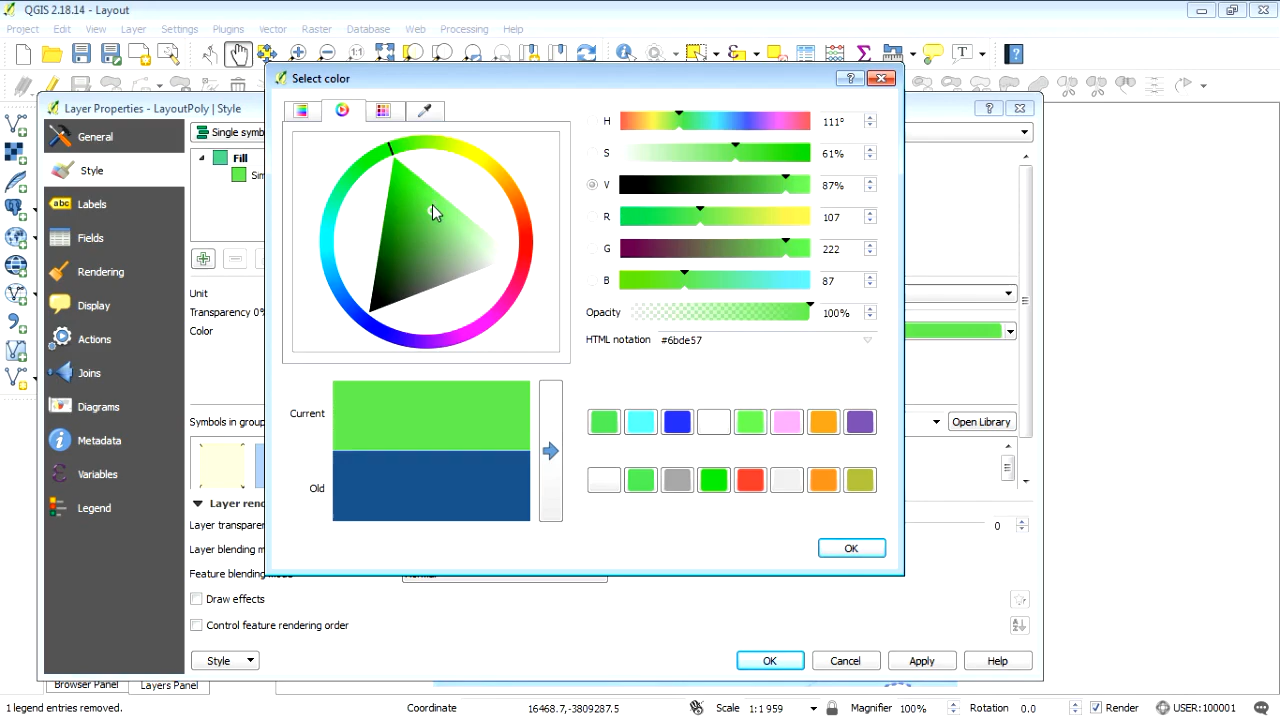 QGIS 2.18.14 - Layout
Project Edit View Layer Settings Plugins Vector Raster Database Web Processing Help
Select color
Layer Properties - LayoutPoly | Style
General
Style
Labels
Fields
Rendering
Display
Actions
Joins
Diagrams
Metadata
Variables
Legend
Single symb
Fill
Unit
Transparency 0%
Color
Symbols in group
Open Library
Layer rend
Layer transparen
Layer blending m
Feature blending mode
Normal
0
Draw effects
Control feature rendering order
Style
OK
Cancel
Apply
Help
H 111°
S 61%
V 87%
R 107
G 222
B 87
Opacity 100%
HTML notation #6bde57
Current
Old
OK
Browser Panel Layers Panel
1 legend entries removed. Coordinate 16468.7,-3809287.5 Scale 1:1 959 Magnifier 100% Rotation 0.0 Render USER:100001